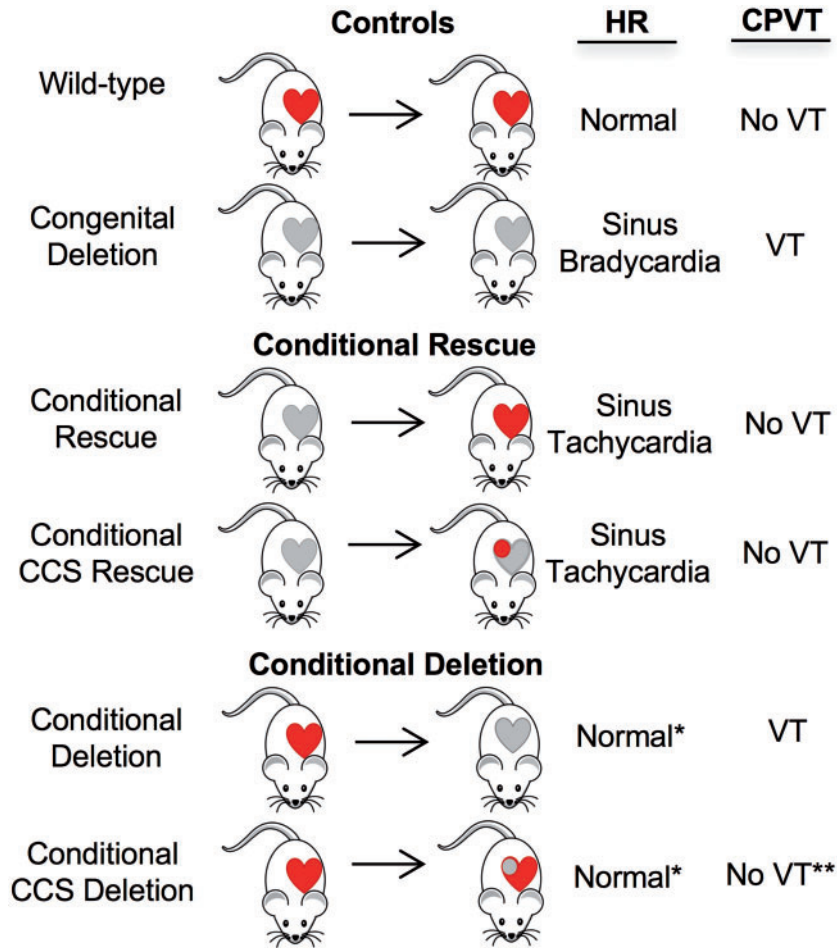 Controls HR CPVT
Wild-type Normal No VT
Congenital
Deletion
Sinus
Bradycardia
VT
Conditional Rescue
Conditional
Rescue
Sinus
Tachycardia
No VT
Conditional
CCS Rescue
Sinus
Tachycardia
No VT
Conditional Deletion
Conditional
Deletion
Normal*
VT
Conditional
CCS Deletion
Normal*
No VT**